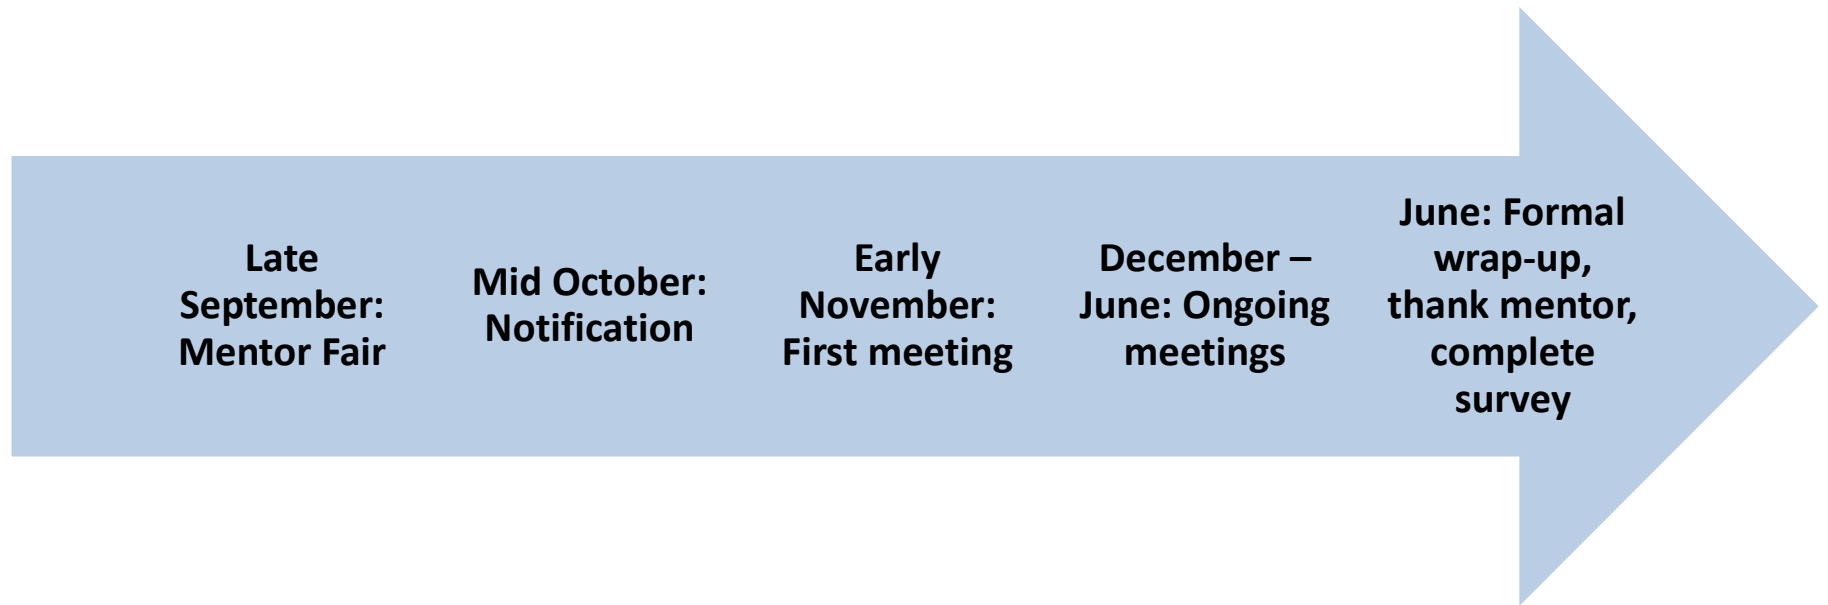 Late
September:
Mentor Fair
Mid October:
Notification
Early
November:
First meeting
December –
June: Ongoing
meetings
June: Formal
wrap-up,
thank mentor,
complete
survey